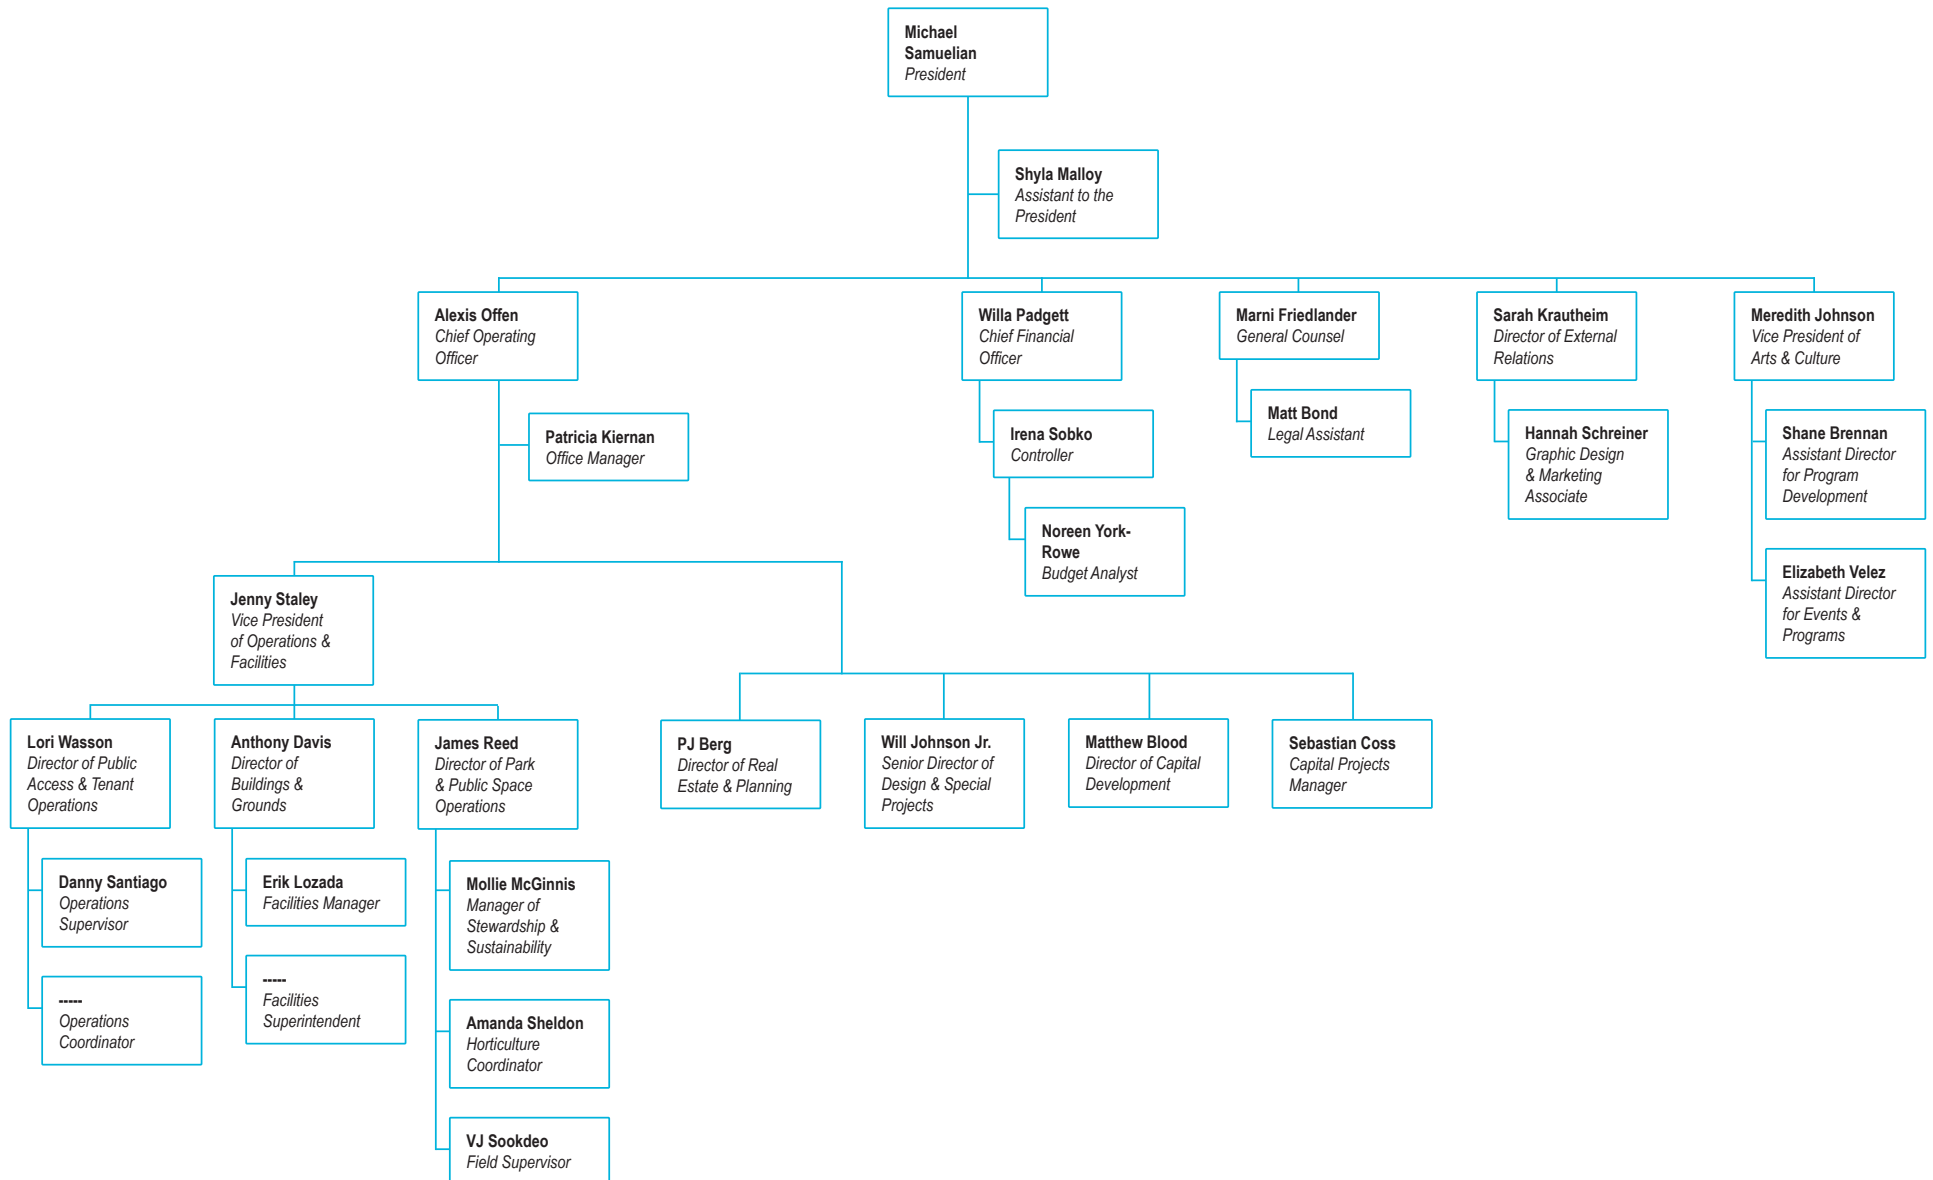 Michael
Samuelian
President
Shyla Malloy
Assistant to the
President
Alexis Offen
Chief Operating
Officer
Willa Padgett
Chief Financial
Officer
Marni Friedlander
General Counsel
Sarah Krautheim
Director of External
Relations
Meredith Johnson
Vice President of
Arts & Culture
Patricia Kiernan
Office Manager
Irena Sobko
Controller
Noreen York-
Rowe
Budget Analyst
Matt Bond
Legal Assistant
Hannah Schreiner
Graphic Design
& Marketing
Associate
Shane Brennan
Assistant Director
for Program
Development
Elizabeth Velez
Assistant Director
for Events &
Programs
Jenny Staley
Vice President
of Operations &
Facilities
Lori Wasson
Director of Public
Access & Tenant
Operations
Anthony Davis
Director of
Buildings &
Grounds
James Reed
Director of Park
& Public Space
Operations
PJ Berg
Director of Real
Estate & Planning
Will Johnson Jr.
Senior Director of
Design & Special
Projects
Matthew Blood
Director of Capital
Development
Sebastian Coss
Capital Projects
Manager
Danny Santiago
Operations
Supervisor
-----
Operations
Coordinator
Erik Lozada
Facilities Manager
-----
Facilities
Superintendent
Mollie McGinnis
Manager of
Stewardship &
Sustainability
Amanda Sheldon
Horticulture
Coordinator
VJ Sookdeo
Field Supervisor